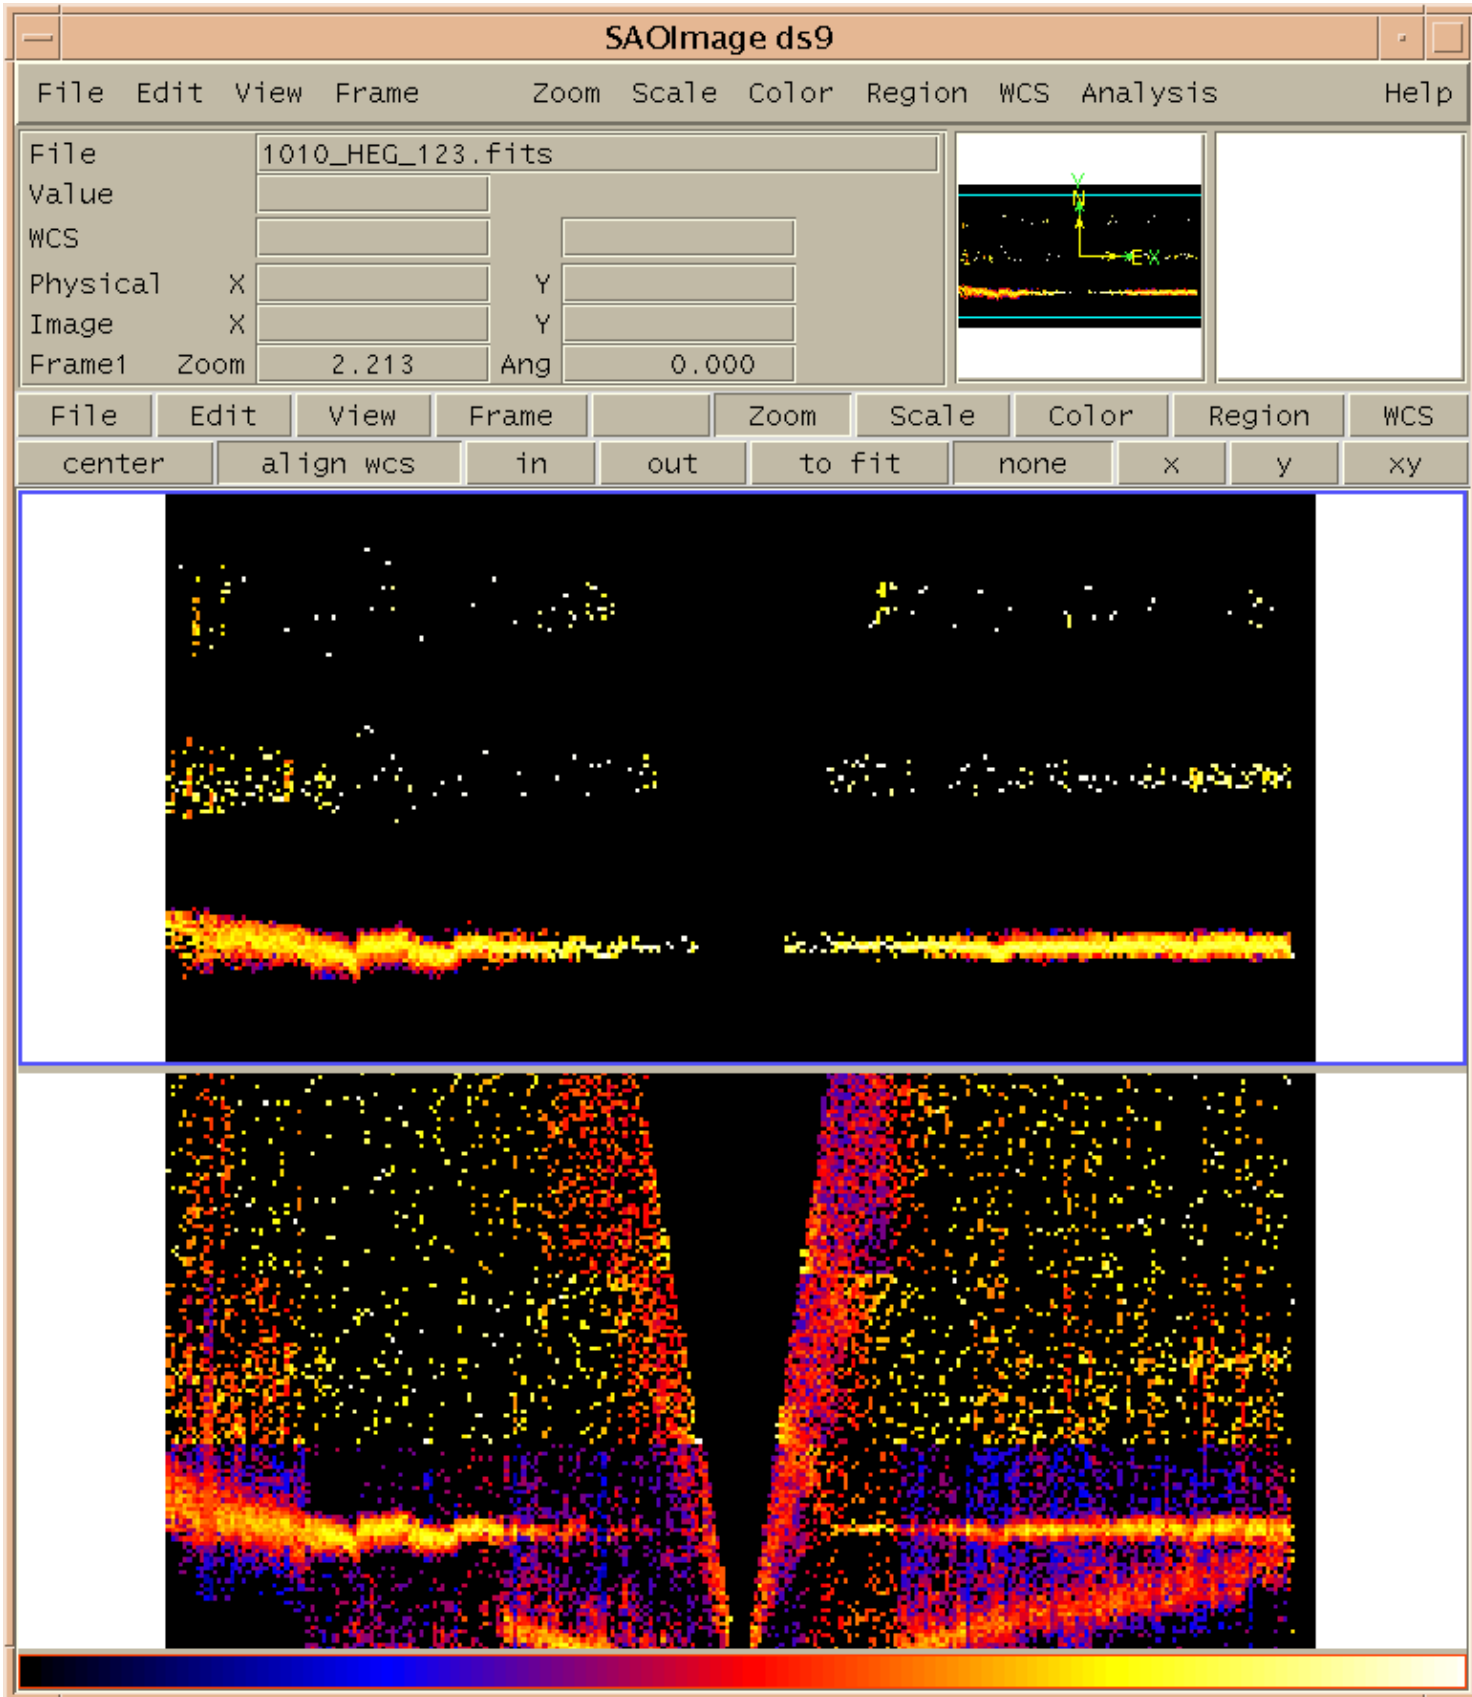 SAOImage ds9
File Edit View Frame Zoom Scale Color Region WCS Analysis Help
File 1010_HEG_123.fits
Value
WCS
Physical X Y
Image X Y
Frame1 Zoom 2.213 Ang 0.000
Y
N
E X
File Edit View Frame Zoom Scale Color Region WCS
center align wcs in out to fit none x y xy